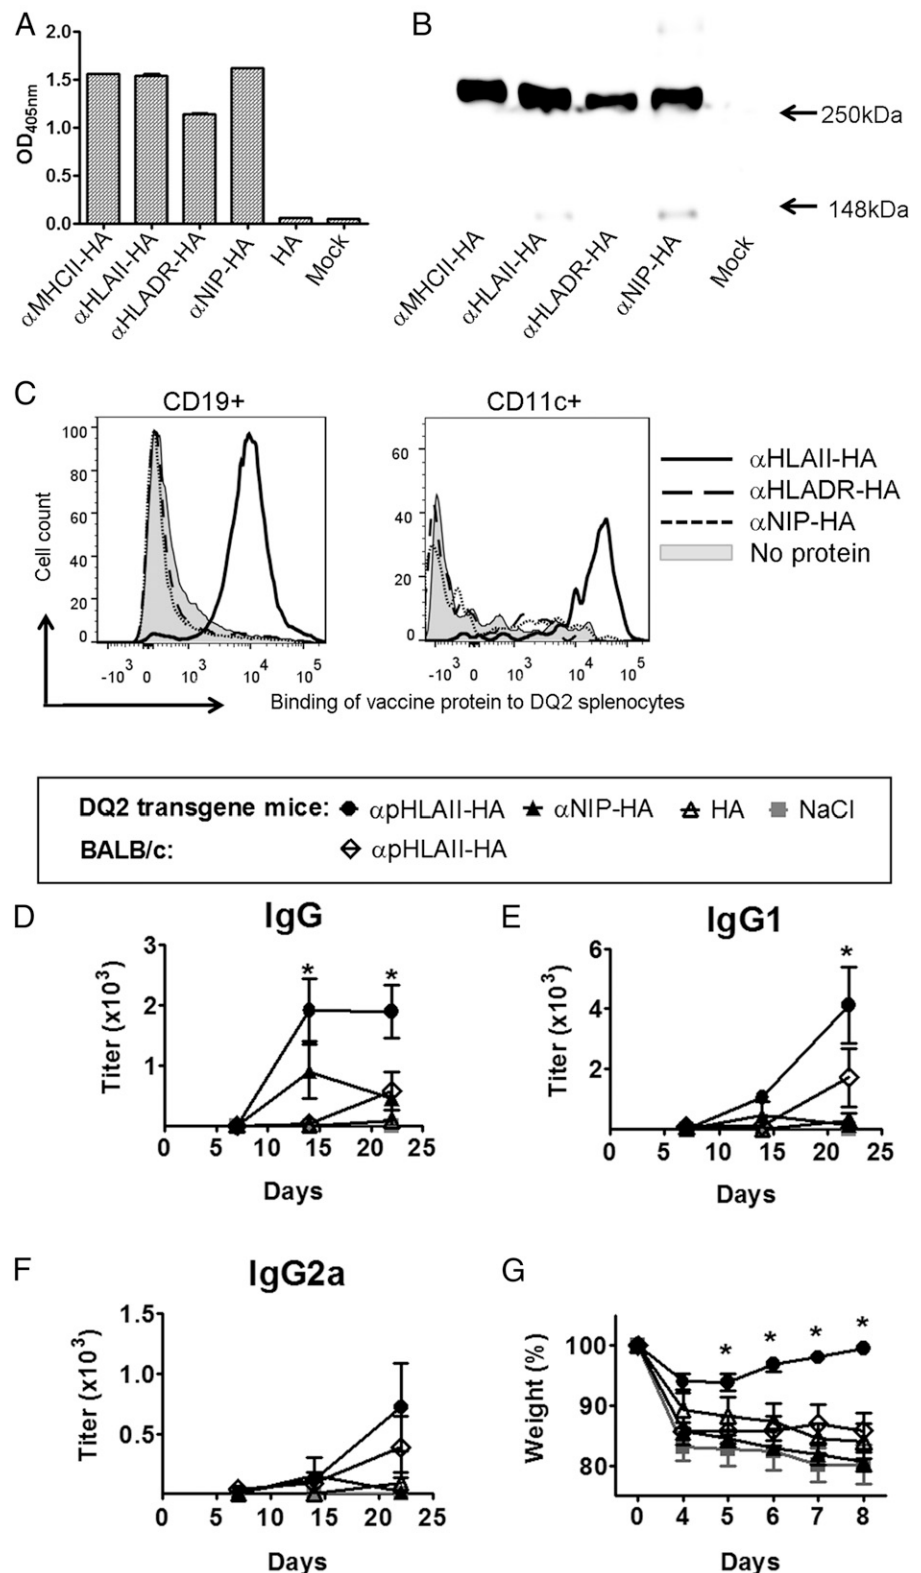 A
OD405nm
2.0
1.5
1.0
0.5
0.0
αMHCII-HA
αHLAII-HA
αHLADR-HA
αNIP-HA
HA
Mock
B
250kDa
148kDa
αMHCII-HA
αHLAII-HA
αHLADR-HA
αNIP-HA
Mock
C
CD19+
CD11c+
Cell count
100
80
60
40
20
0
-10³ 0 10³ 10⁴ 10⁵
60
40
20
0
-10³ 0 10³ 10⁴ 10⁵
αHLAII-HA
αHLADR-HA
αNIP-HA
No protein
Binding of vaccine protein to DQ2 splenocytes
DQ2 transgene mice: αpHLAII-HA αNIP-HA HA NaCl
BALB/c: αpHLAII-HA
D
IgG
Titer (x10³)
3
2
1
* *
0 5 10 15 20 25
Days
E
IgG1
Titer (x10³)
6
4
2
*
0 5 10 15 20 25
Days
F
IgG2a
Titer (x10³)
1.5
1.0
0.5
0 5 10 15 20 25
Days
G
Weight (%)
100
90
80
* * * *
0 4 5 6 7 8
Days